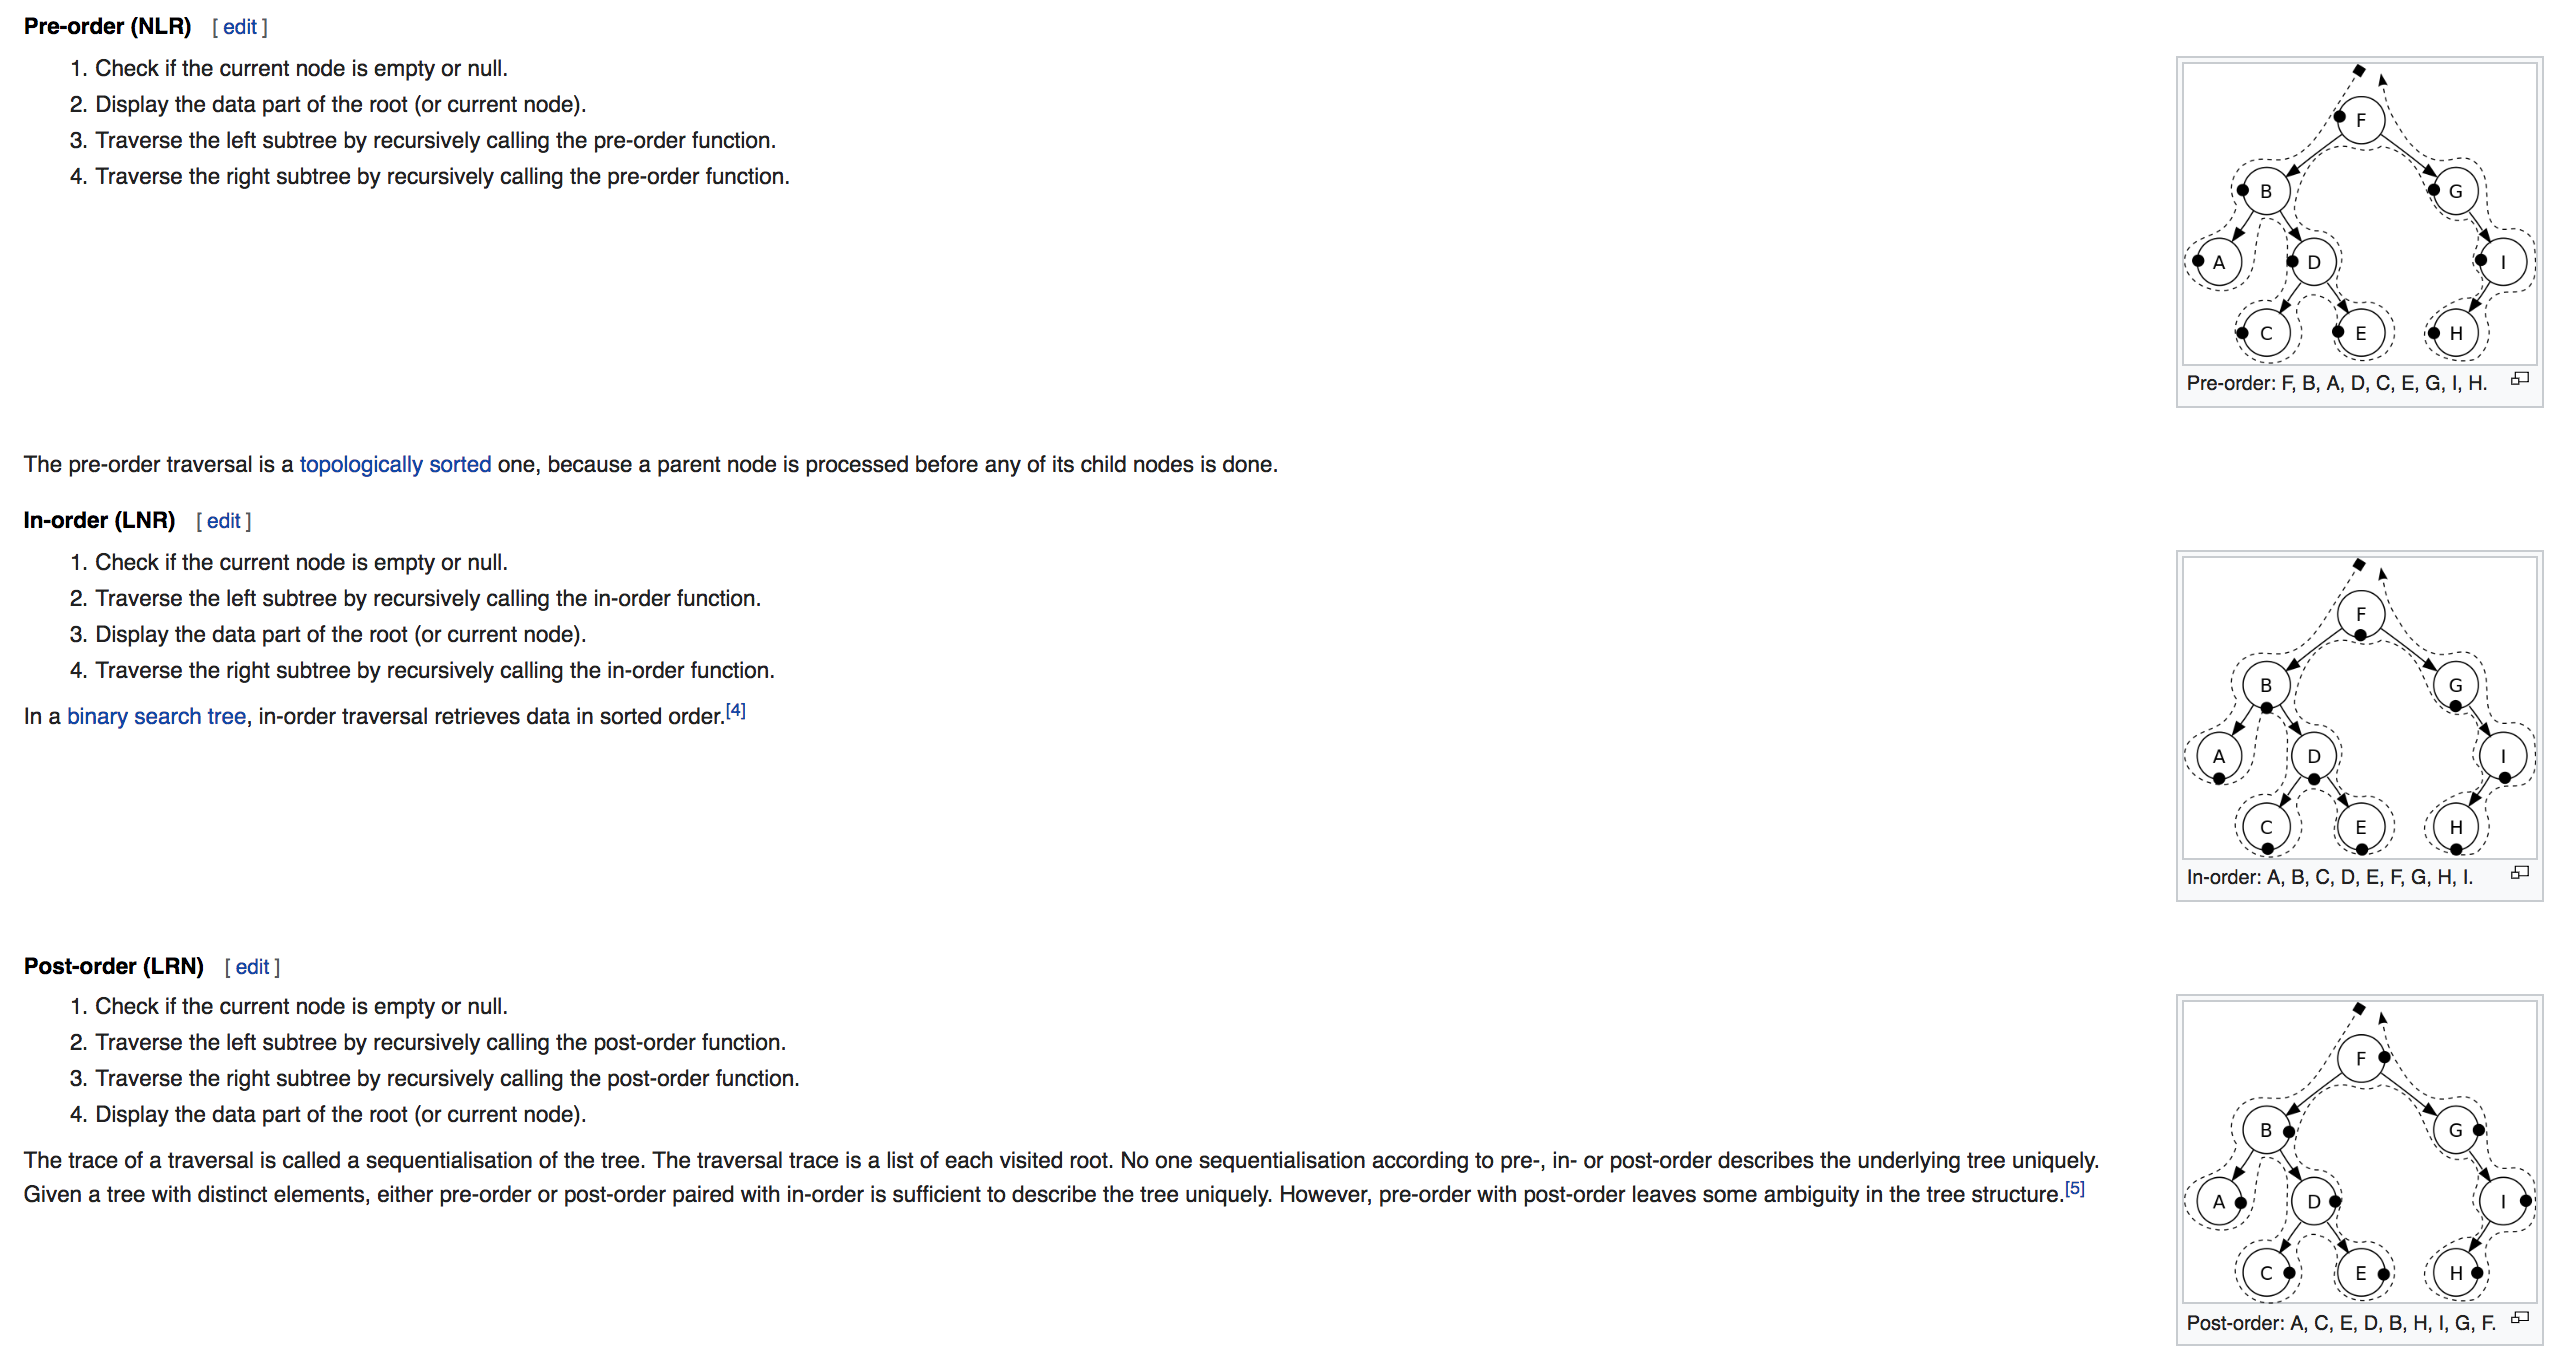 Pre-order (NLR) [ edit ]
1. Check if the current node is empty or null.
2. Display the data part of the root (or current node).
3. Traverse the left subtree by recursively calling the pre-order function.
4. Traverse the right subtree by recursively calling the pre-order function.
F
B
G
A
D
I
C
E
H
Pre-order: F, B, A, D, C, E, G, I, H.
The pre-order traversal is a topologically sorted one, because a parent node is processed before any of its child nodes is done.
In-order (LNR) [ edit ]
1. Check if the current node is empty or null.
2. Traverse the left subtree by recursively calling the in-order function.
3. Display the data part of the root (or current node).
4. Traverse the right subtree by recursively calling the in-order function.
In a binary search tree, in-order traversal retrieves data in sorted order.[4]
F
B
G
A
D
I
C
E
H
In-order: A, B, C, D, E, F, G, H, I.
Post-order (LRN) [ edit ]
1. Check if the current node is empty or null.
2. Traverse the left subtree by recursively calling the post-order function.
3. Traverse the right subtree by recursively calling the post-order function.
4. Display the data part of the root (or current node).
The trace of a traversal is called a sequentialisation of the tree. The traversal trace is a list of each visited root. No one sequentialisation according to pre-, in- or post-order describes the underlying tree uniquely.
Given a tree with distinct elements, either pre-order or post-order paired with in-order is sufficient to describe the tree uniquely. However, pre-order with post-order leaves some ambiguity in the tree structure.[5]
F
B
G
A
D
I
C
E
H
Post-order: A, C, E, D, B, H, I, G, F.